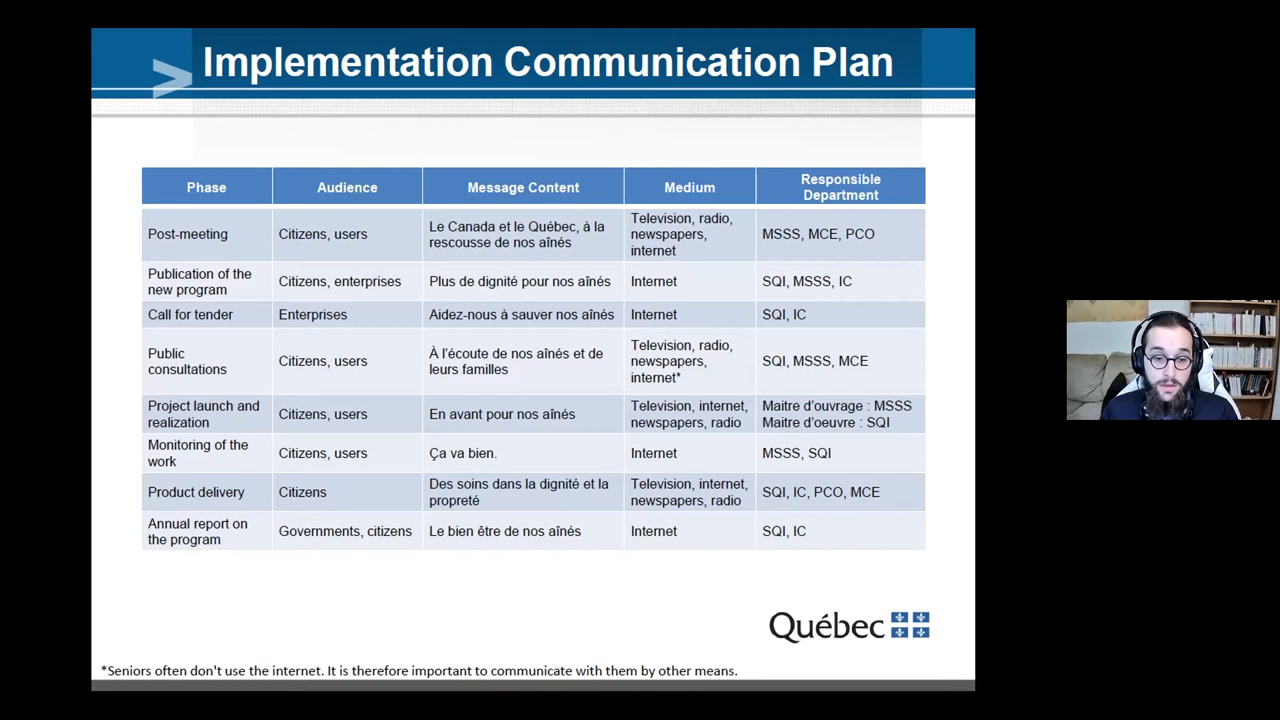 Implementation Communication Plan
Phase
Audience
Message Content
Medium
Responsible
Department
Post-meeting
Citizens, users
Le Canada et le Québec, à la
rescousse de nos aînés
Television, radio,
newspapers,
internet
MSSS, MCE, PCO
Publication of the
new program
Citizens, enterprises
Plus de dignité pour nos aînés
Internet
SQI, MSSS, IC
Call for tender
Enterprises
Aidez-nous à sauver nos aînés
Internet
SQI, IC
Public
consultations
Citizens, users
À l'écoute de nos aînés et de
leurs familles
Television, radio,
newspapers,
internet*
SQI, MSSS, MCE
Project launch and
realization
Citizens, users
En avant pour nos aînés
Television, internet,
newspapers, radio
Maitre d'ouvrage : MSSS
Maitre d'oeuvre : SQI
Monitoring of the
work
Citizens, users
Ça va bien.
Internet
MSSS, SQI
Product delivery
Citizens
Des soins dans la dignité et la
propreté
Television, internet,
newspapers, radio
SQI, IC, PCO, MCE
Annual report on
the program
Governments, citizens
Le bien être de nos aînés
Internet
SQI, IC
Québec
*Seniors often don't use the internet. It is therefore important to communicate with them by other means.